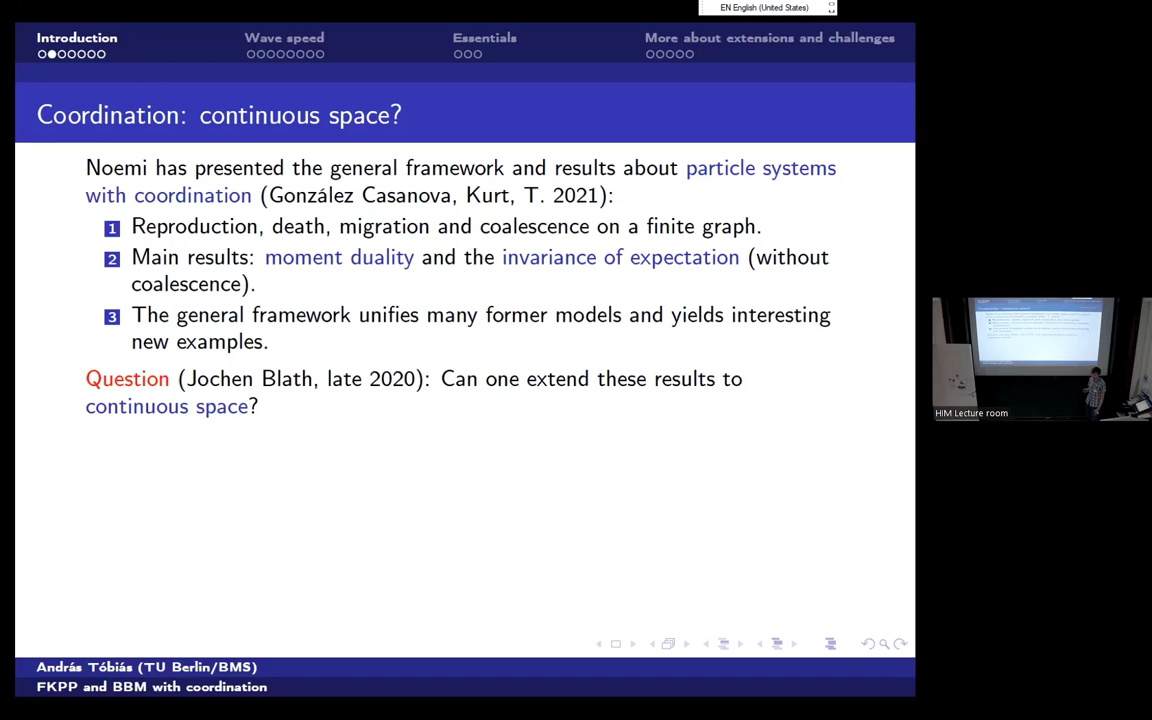 EN English (United States)
Introduction
Wave speed
Essentials
More about extensions and challenges
Coordination: continuous space?
Noemi has presented the general framework and results about particle systems
with coordination (González Casanova, Kurt, T. 2021):
1 Reproduction, death, migration and coalescence on a finite graph.
2 Main results: moment duality and the invariance of expectation (without
coalescence).
3 The general framework unifies many former models and yields interesting
new examples.
Question (Jochen Blath, late 2020): Can one extend these results to
continuous space?
HIM Lecture room
András Tóbiás (TU Berlin/BMS)
FKPP and BBM with coordination